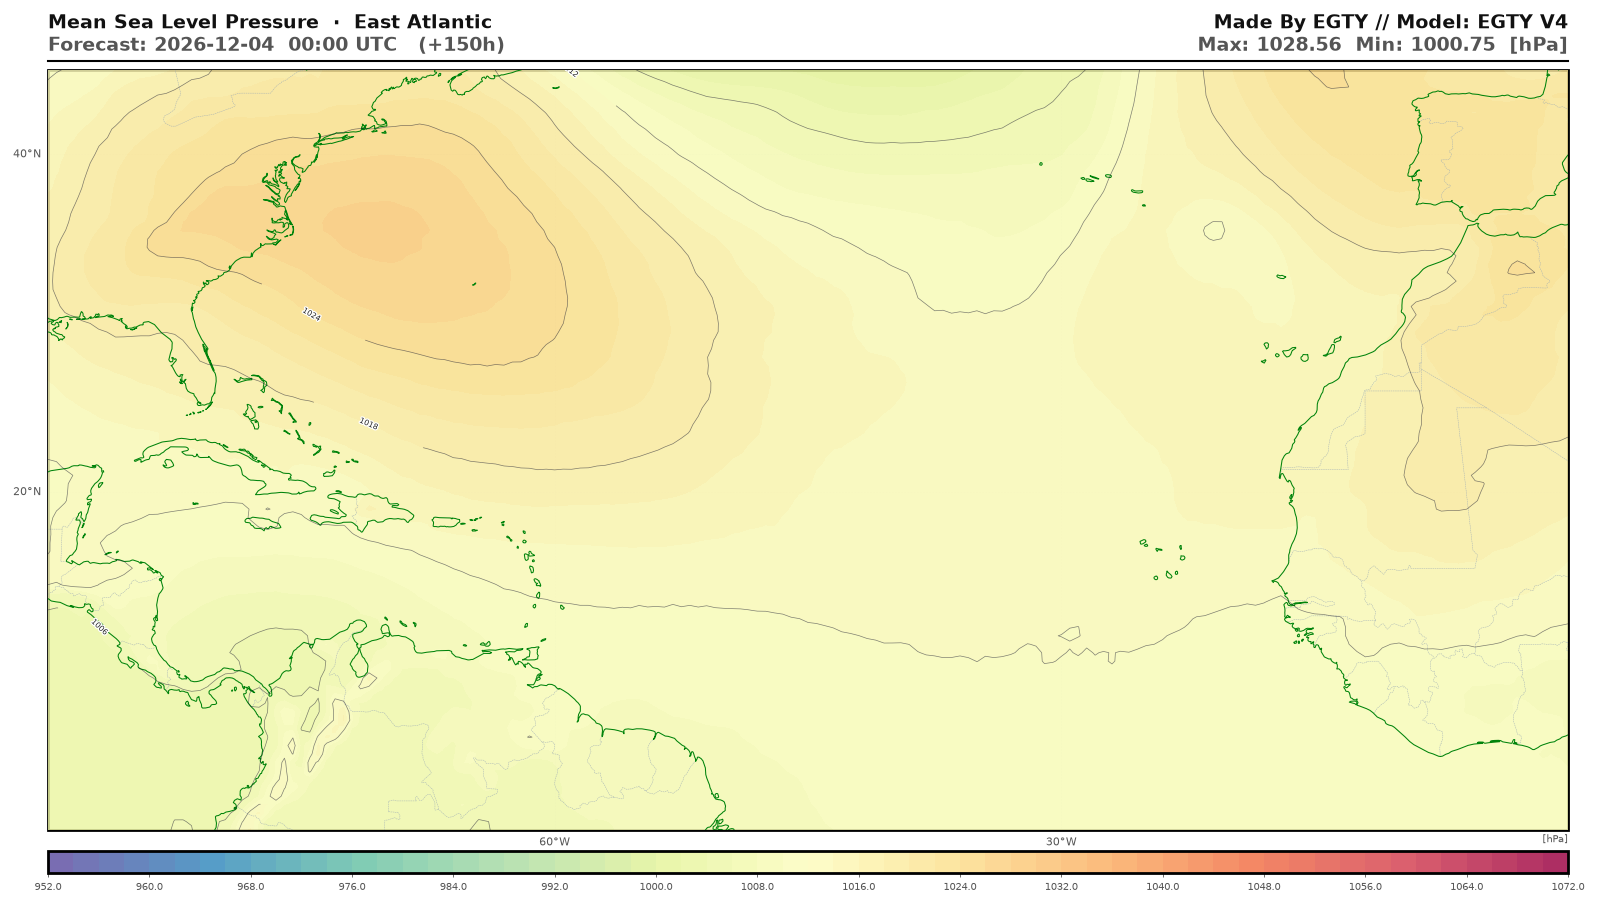 Mean Sea Level Pressure · East Atlantic
Forecast: 2026-12-04 00:00 UTC (+150h)
Made By EGTY // Model: EGTY V4
Max: 1028.56 Min: 1000.75 [hPa]
12
40°N
1024
1018
20°N
1006
60°W
30°W
[hPa]
952.0 960.0 968.0 976.0 984.0 992.0 1000.0 1008.0 1016.0 1024.0 1032.0 1040.0 1048.0 1056.0 1064.0 1072.0